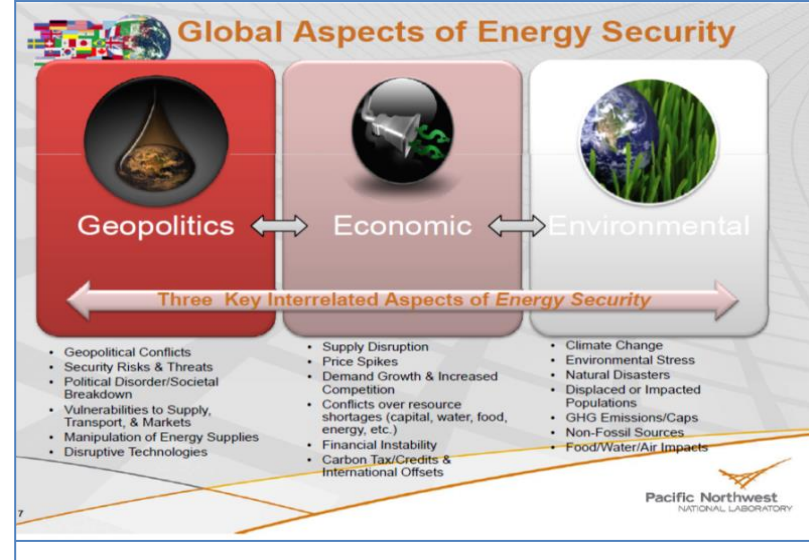 Global Aspects of Energy Security
Geopolitics
Economic
Environmental
Three Key Interrelated Aspects of Energy Security
• Geopolitical Conflicts
• Security Risks & Threats
• Political Disorder/Societal
Breakdown
• Vulnerabilities to Supply,
Transport, & Markets
• Manipulation of Energy Supplies
• Disruptive Technologies
• Supply Disruption
• Price Spikes
• Demand Growth & Increased
Competition
• Conflicts over resource
shortages (capital, water, food,
energy, etc.)
• Financial Instability
• Carbon Tax/Credits &
International Offsets
• Climate Change
• Environmental Stress
• Natural Disasters
• Displaced or Impacted
Populations
• GHG Emissions/Caps
• Non-Fossil Sources
• Food/Water/Air Impacts
Pacific Northwest
NATIONAL LABORATORY
7